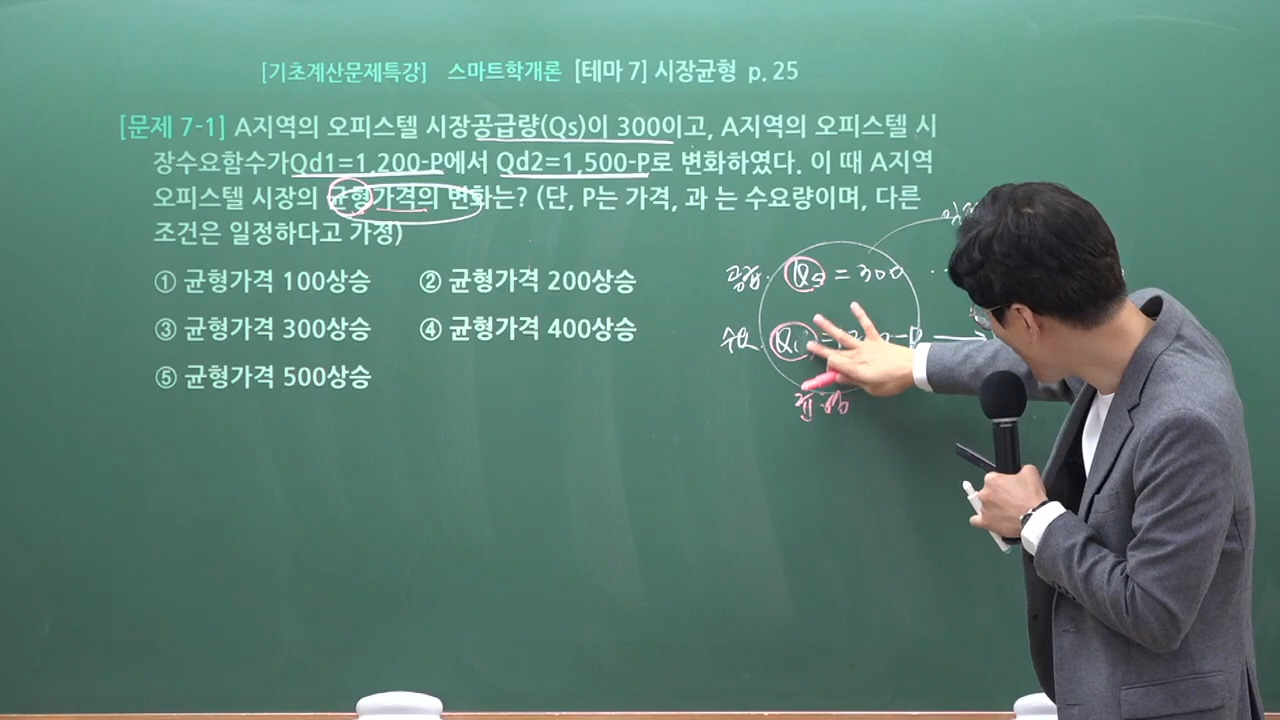 [기초계산문제특강] 스마트학개론 [테마 7] 시장균형 p. 25
[문제 7-1] A지역의 오피스텔 시장공급량(Qs)이 300이고, A지역의 오피스텔 시
장수요함수가Qd1=1,200-P에서 Qd2=1,500-P로 변화하였다. 이 때 A지역
오피스텔 시장의 균형가격의 변화는? (단, P는 가격, 과 는 수요량이며, 다른
조건은 일정하다고 가정)
① 균형가격 100상승 ② 균형가격 200상승
③ 균형가격 300상승 ④ 균형가격 400상승
⑤ 균형가격 500상승
공급. Qs = 300
수요
균형